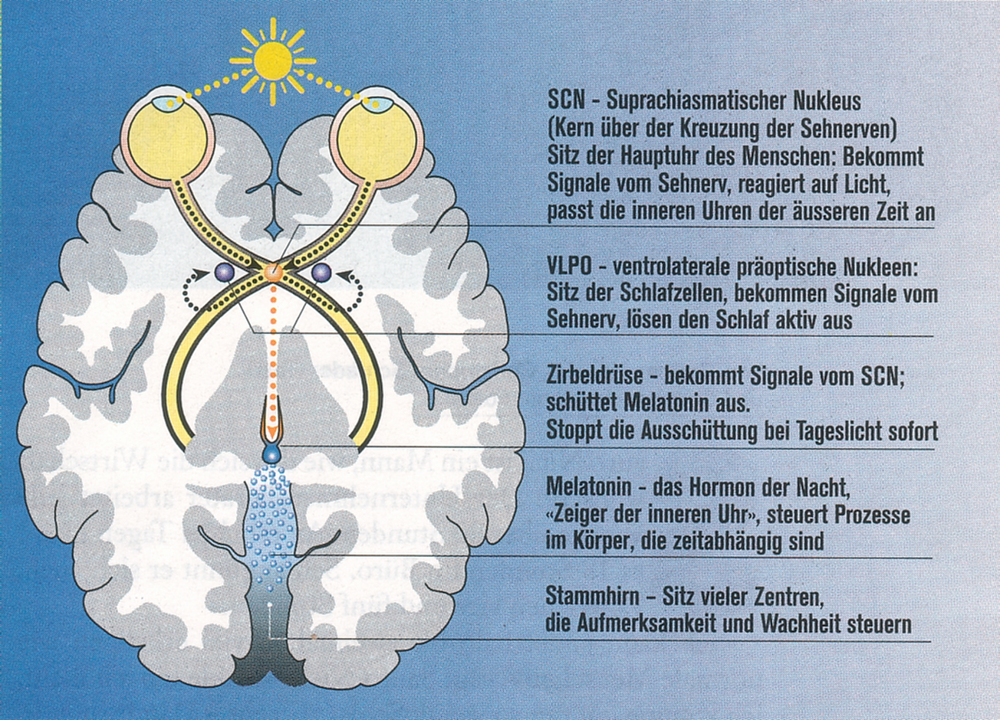 SCN - Suprachiasmatischer Nukleus
(Kern über der Kreuzung der Sehnerven)
Sitz der Hauptuhr des Menschen: Bekommt
Signale vom Sehnerv, reagiert auf Licht,
passt die inneren Uhren der äusseren Zeit an
VLPO - ventrolaterale präoptische Nukleen:
Sitz der Schlafzellen, bekommen Signale vom
Sehnerv, lösen den Schlaf aktiv aus
Zirbeldrüse - bekommt Signale vom SCN;
schüttet Melatonin aus.
Stoppt die Ausschüttung bei Tageslicht sofort
Melatonin - das Hormon der Nacht,
«Zeiger der inneren Uhr», steuert Prozesse
im Körper, die zeitabhängig sind
Stammhirn - Sitz vieler Zentren,
die Aufmerksamkeit und Wachheit steuern